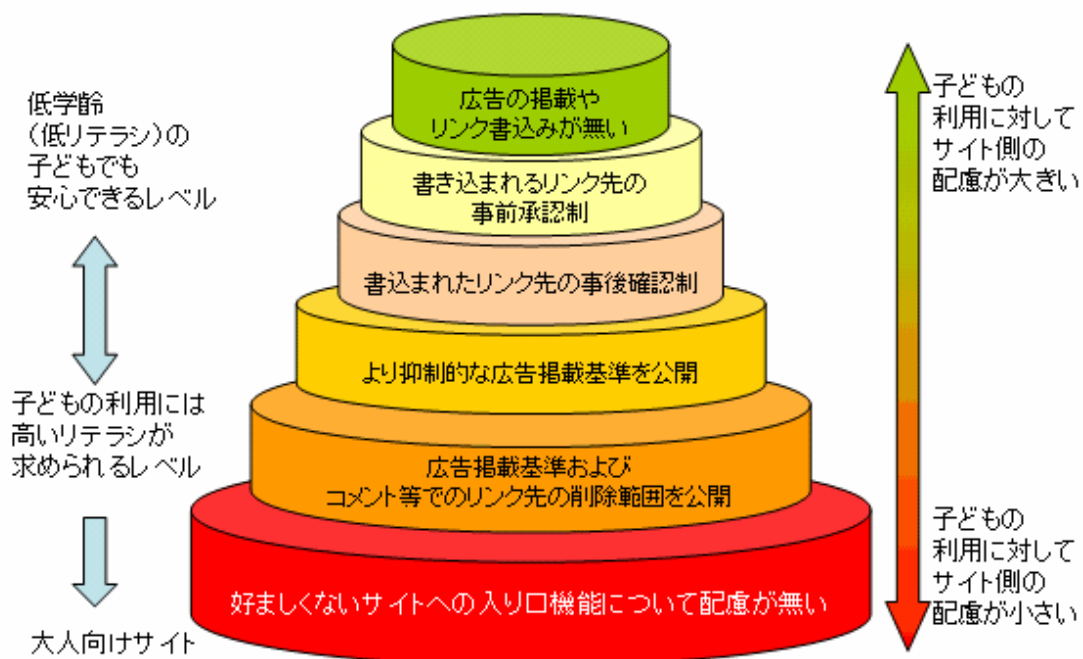 広告の掲載や
リンク書込みが無い
書き込まれるリンク先の
事前承認制
書込まれたリンク先の事後確認制
より抑制的な広告掲載基準を公開
広告掲載基準および
コメント等でのリンク先の削除範囲を公開
好ましくないサイトへの入り口機能について配慮が無い
低学齢
（低リテラシ）の
子どもでも
安心できるレベル
子どもの利用には
高いリテラシが
求められるレベル
大人向けサイト
子どもの
利用に対して
サイト側の
配慮が大きい
子どもの
利用に対して
サイト側の
配慮が小さい